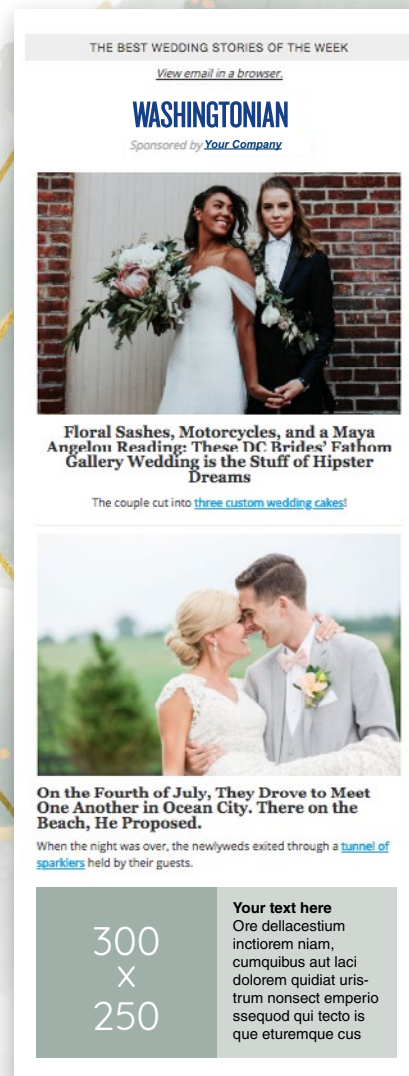 THE BEST WEDDING STORIES OF THE WEEK
View email in a browser.
WASHINGTONIAN
Sponsored by Your Company
Floral Sashes, Motorcycles, and a Maya
Angelou Reading: These DC Brides' Fathom
Gallery Wedding is the Stuff of Hipster
Dreams
The couple cut into three custom wedding cakes!
On the Fourth of July, They Drove to Meet
One Another in Ocean City. There on the
Beach, He Proposed.
When the night was over, the newlyweds exited through a tunnel of
sparklers held by their guests.
300
x
250
Your text here
Ore dellacestium
inctiorem niam,
cumquibus aut laci
dolorem quidiat uris-
trum nonsect emperio
ssequod qui tecto is
que eturemque cus